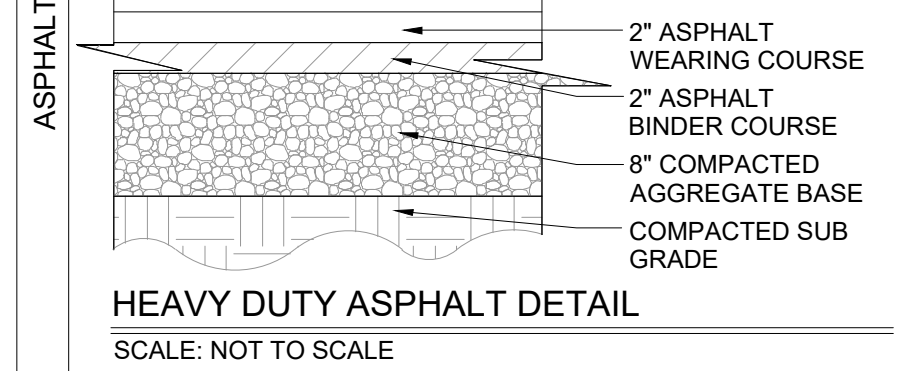 ASPHALT
2" ASPHALT
WEARING COURSE
2" ASPHALT
BINDER COURSE
8" COMPACTED
AGGREGATE BASE
COMPACTED SUB
GRADE
HEAVY DUTY ASPHALT DETAIL
SCALE: NOT TO SCALE